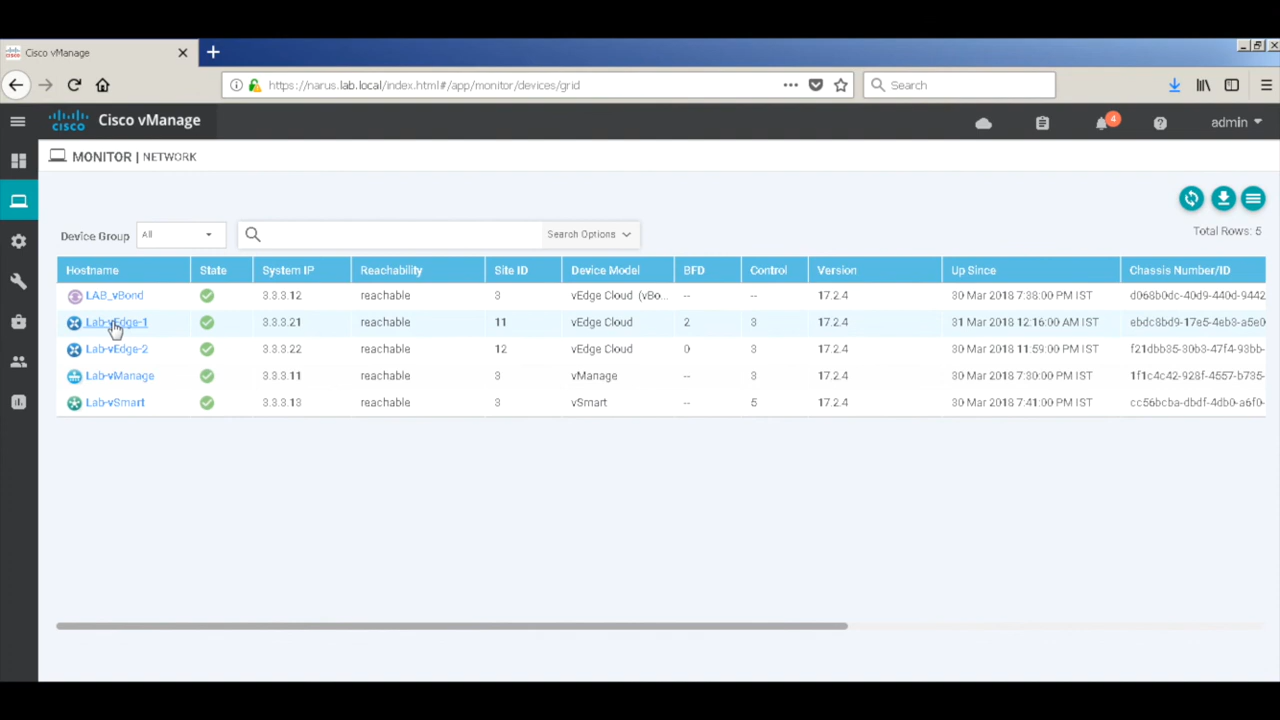 Cisco vManage
https://narus.lab.local/index.html#/app/monitor/devices/grid
Search
CISCO
Cisco vManage
4
admin
MONITOR | NETWORK
Device Group
All
Search Options
Total Rows: 5
Hostname State System IP Reachability Site ID Device Model BFD Control Version Up Since Chassis Number/ID
LAB_vBond 3.3.3.12 reachable 3 vEdge Cloud (vBo... -- -- 17.2.4 30 Mar 2018 7:38:00 PM IST d068b0dc-40d9-440d-9442
Lab-vEdge-1 3.3.3.21 reachable 11 vEdge Cloud 2 3 17.2.4 31 Mar 2018 12:16:00 AM IST ebdc8bd9-17e5-4eb3-a5e0
Lab-vEdge-2 3.3.3.22 reachable 12 vEdge Cloud 0 3 17.2.4 30 Mar 2018 11:59:00 PM IST f21dbb35-30b3-47f4-93bb-
Lab-vManage 3.3.3.11 reachable 3 vManage -- 3 17.2.4 30 Mar 2018 7:30:00 PM IST 1f1c4c42-928f-4557-b735-
Lab-vSmart 3.3.3.13 reachable 3 vSmart -- 5 17.2.4 30 Mar 2018 7:41:00 PM IST cc56bcba-dbdf-4db0-a6f0-